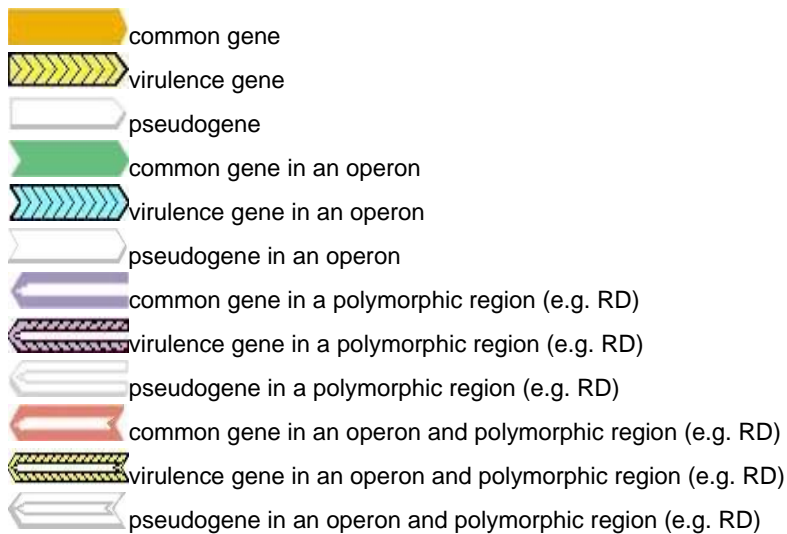 common gene
virulence gene
pseudogene
common gene in an operon
virulence gene in an operon
pseudogene in an operon
common gene in a polymorphic region (e.g. RD)
virulence gene in a polymorphic region (e.g. RD)
pseudogene in a polymorphic region (e.g. RD)
common gene in an operon and polymorphic region (e.g. RD)
virulence gene in an operon and polymorphic region (e.g. RD)
pseudogene in an operon and polymorphic region (e.g. RD)